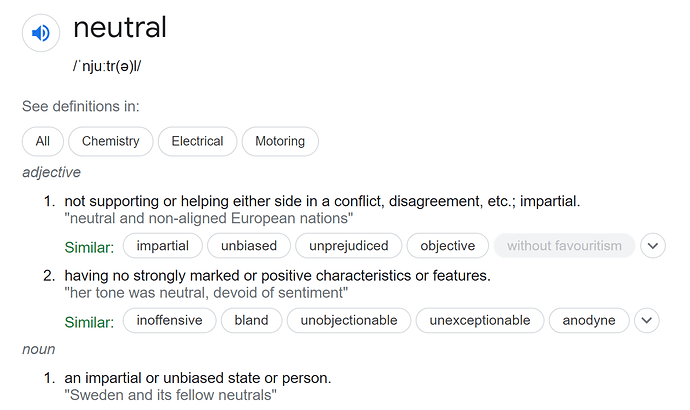 neutral
/ˈnjuːtr(ə)l/
See definitions in:
All Chemistry Electrical Motoring
adjective
1. not supporting or helping either side in a conflict, disagreement, etc.; impartial.
"neutral and non-aligned European nations"
Similar: impartial unbiased unprejudiced objective without favouritism
2. having no strongly marked or positive characteristics or features.
"her tone was neutral, devoid of sentiment"
Similar: inoffensive bland unobjectionable unexceptionable anodyne
noun
1. an impartial or unbiased state or person.
"Sweden and its fellow neutrals"